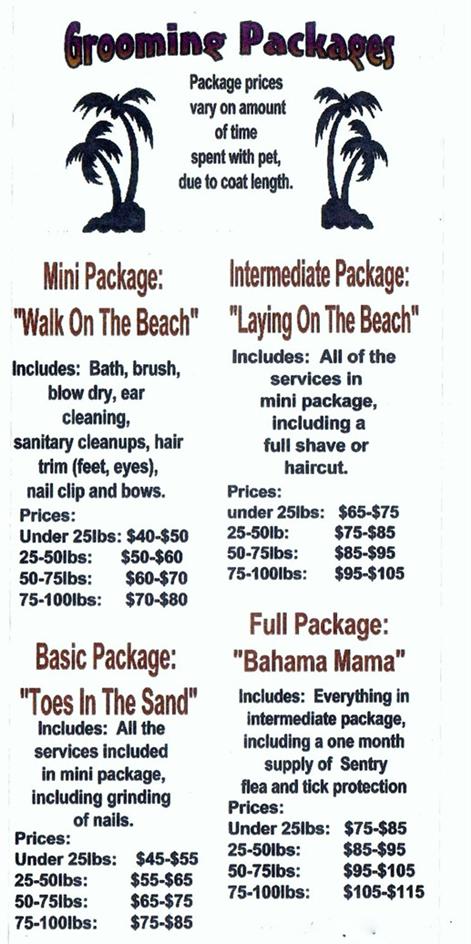 Grooming Packages
Package prices
vary on amount
of time
spent with pet,
due to coat length.
Mini Package:
"Walk On The Beach"
Includes:  Bath, brush,
blow dry, ear
cleaning,
sanitary cleanups, hair
trim (feet, eyes),
nail clip and bows.
Prices:
Under 25lbs: $40-$50
25-50lbs: $50-$60
50-75lbs: $60-$70
75-100lbs: $70-$80
Basic Package:
"Toes In The Sand"
Includes:  All the
services included
in mini package,
including grinding
of nails.
Prices:
Under 25lbs: $45-$55
25-50lbs: $55-$65
50-75lbs: $65-$75
75-100lbs: $75-$85
Intermediate Package:
"Laying On The Beach"
Includes:  All of the
services in
mini package,
including a
full shave or
haircut.
Prices:
under 25lbs: $65-$75
25-50lb: $75-$85
50-75lbs: $85-$95
75-100lbs: $95-$105
Full Package:
"Bahama Mama"
Includes:  Everything in
intermediate package,
including a one month
supply of  Sentry
flea and tick protection
Prices:
Under 25lbs: $75-$85
25-50lbs: $85-$95
50-75lbs: $95-$105
75-100lbs: $105-$115